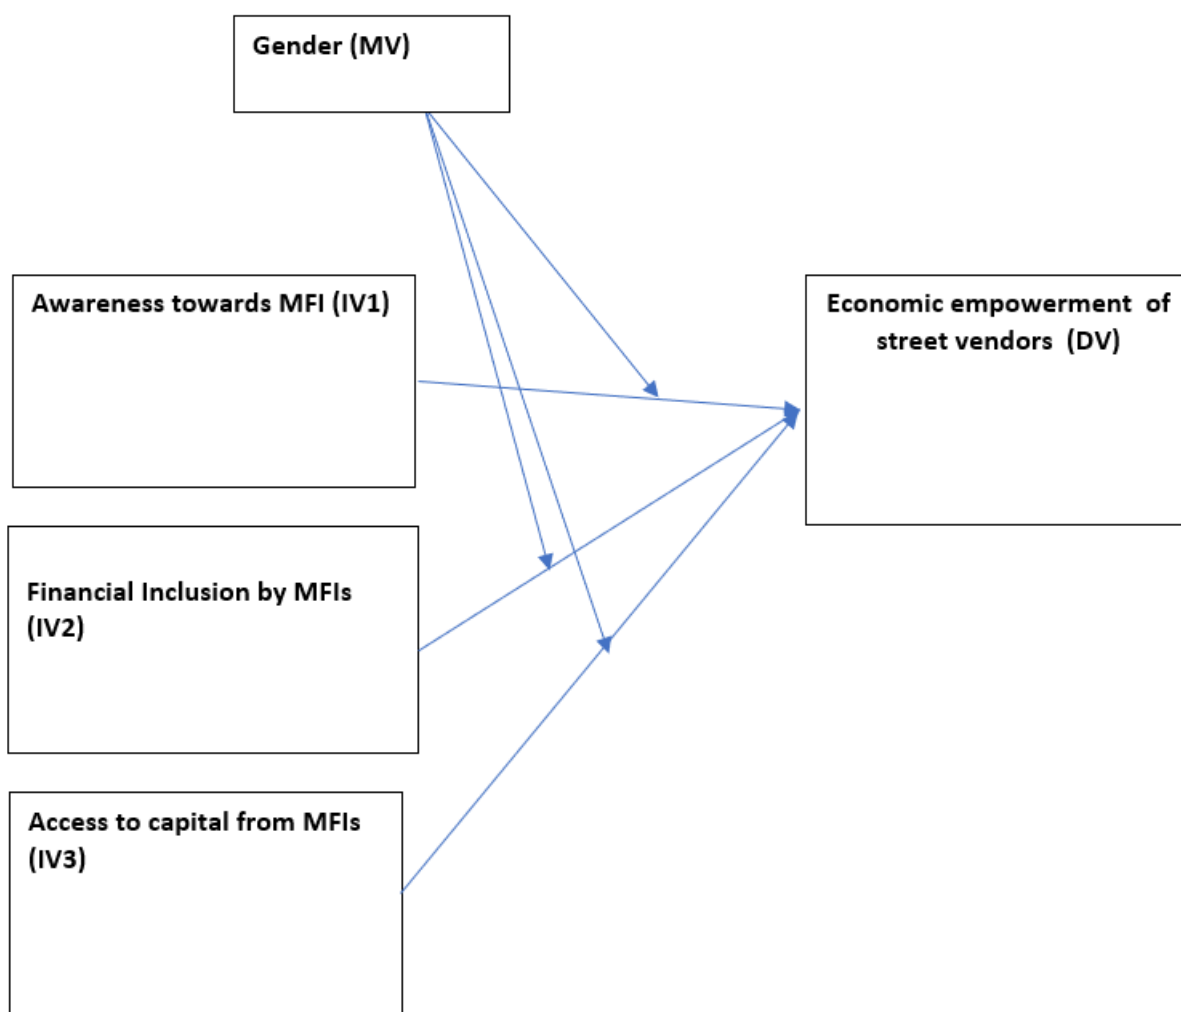 Gender (MV)
Awareness towards MFI (IV1)
Economic empowerment  of
street vendors  (DV)
Financial Inclusion by MFIs
(IV2)
Access to capital from MFIs
(IV3)